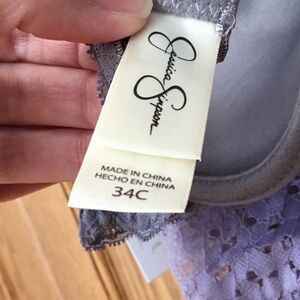 Jessica
Simpson
MADE IN CHINA
HECHO EN CHINA
34C